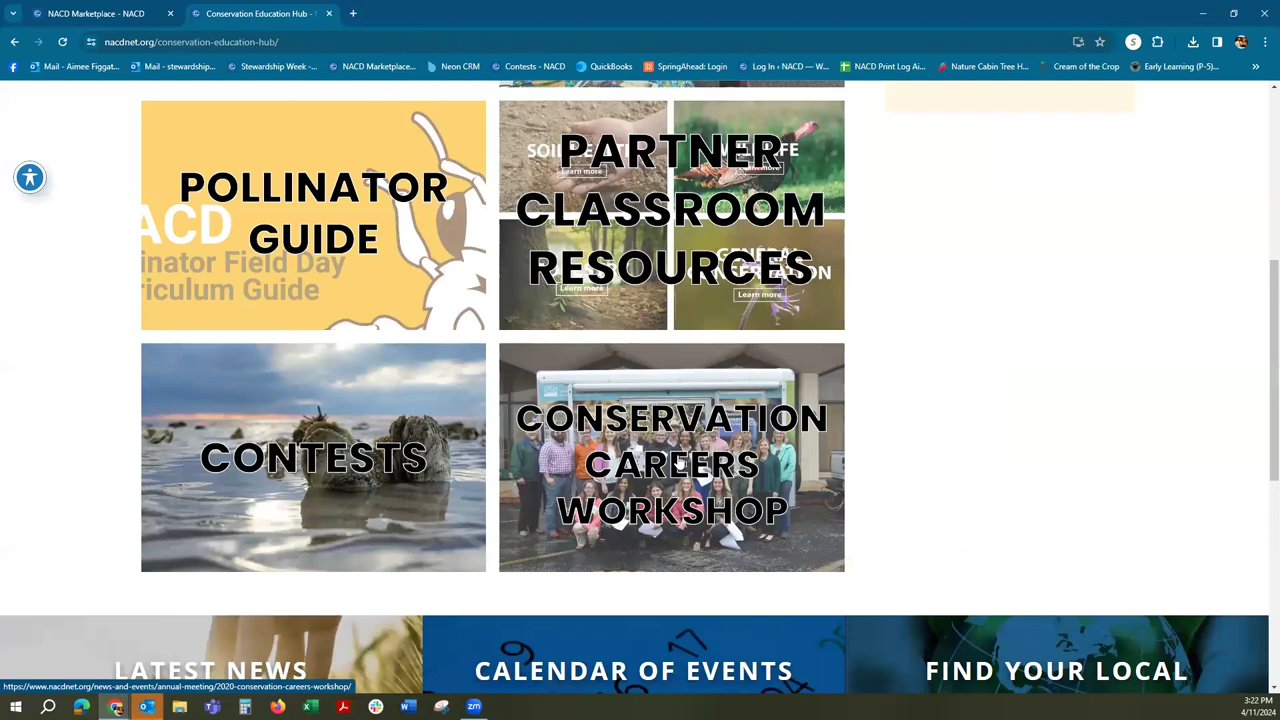 NACD Marketplace - NACD
Conservation Education Hub -
nacdnet.org/conservation-education-hub/
Mail - Aimee Figgat...
Mail - stewardship...
Stewardship Week -...
NACD Marketplace...
Neon CRM
Contests - NACD
QuickBooks
SpringAhead: Login
Log In ‹ NACD — W...
NACD Print Log Ai...
Nature Cabin Tree H...
Cream of the Crop
Early Learning (P-5)...
POLLINATOR
GUIDE
NACD
inator Field Day
riculum Guide
PARTNER
CLASSROOM
RESOURCES
Learn more
Learn more
Learn more
CONTESTS
CONSERVATION
CAREERS
WORKSHOP
LATEST NEWS
CALENDAR OF EVENTS
FIND YOUR LOCAL
https://www.nacdnet.org/news-and-events/annual-meeting/2020-conservation-careers-workshop/
3:22 PM
4/11/2024